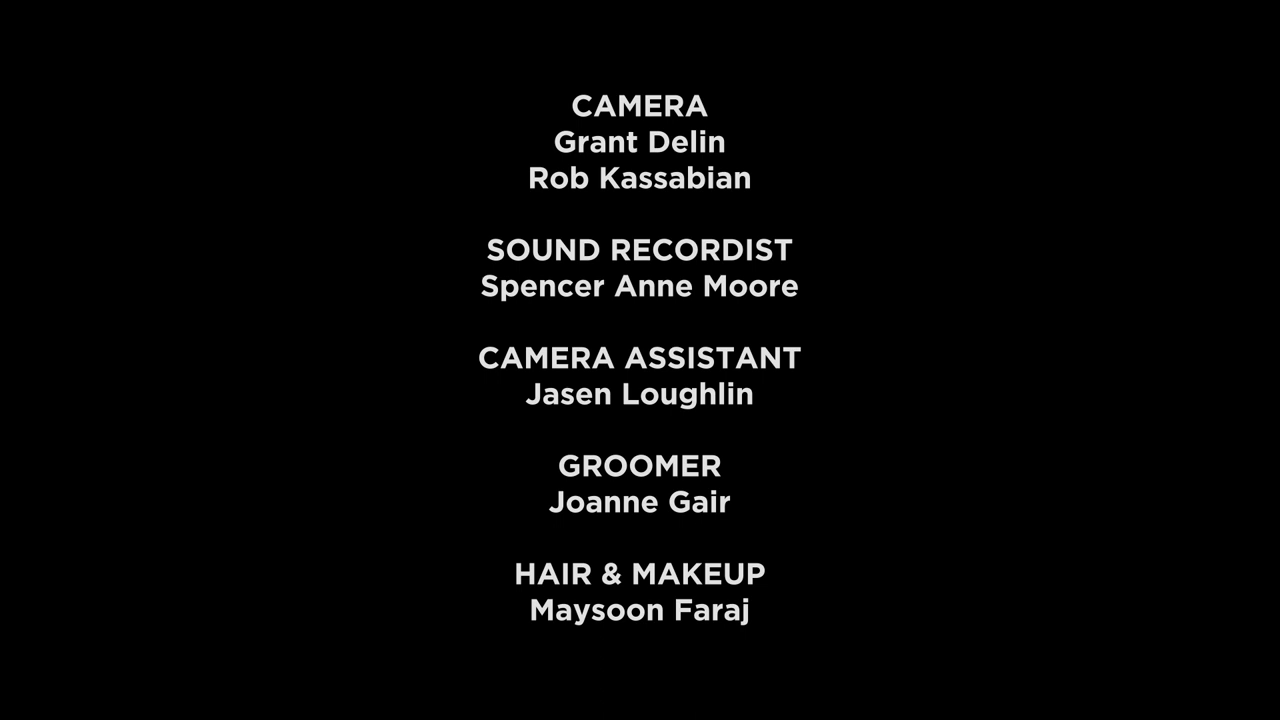 CAMERA
Grant Delin
Rob Kassabian
SOUND RECORDIST
Spencer Anne Moore
CAMERA ASSISTANT
Jasen Loughlin
GROOMER
Joanne Gair
HAIR & MAKEUP
Maysoon Faraj